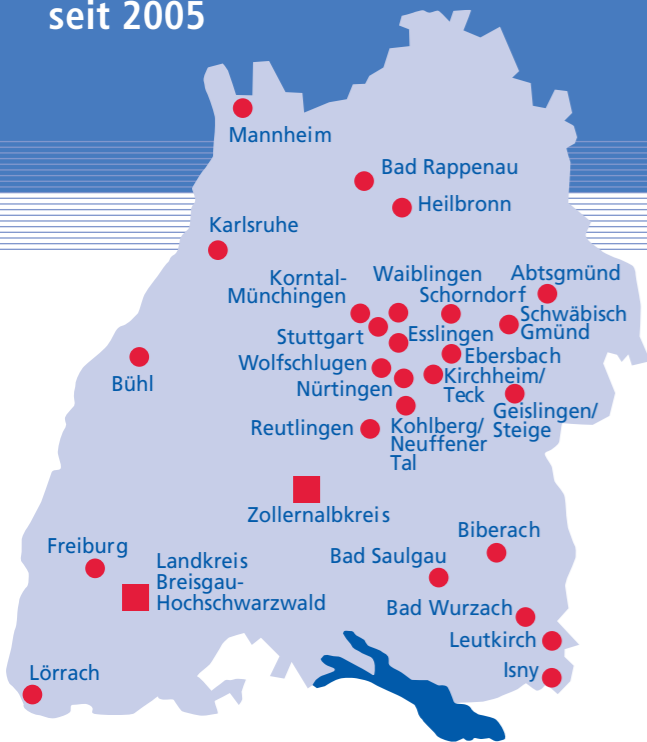 seit 2005
Mannheim
Bad Rappenau
Heilbronn
Karlsruhe
Korntal-
Münchingen
Waiblingen
Abtsgmünd
Schorndorf
Schwäbisch
Gmünd
Stuttgart
Esslingen
Ebersbach
Wolfschlugen
Kirchheim/
Teck
Bühl
Nürtingen
Geislingen/
Steige
Reutlingen
Kohlberg/
Neuffener
Tal
Zollernalbkreis
Biberach
Freiburg
Landkreis
Breisgau-
Hochschwarzwald
Bad Saulgau
Bad Wurzach
Leutkirch
Isny
Lörrach